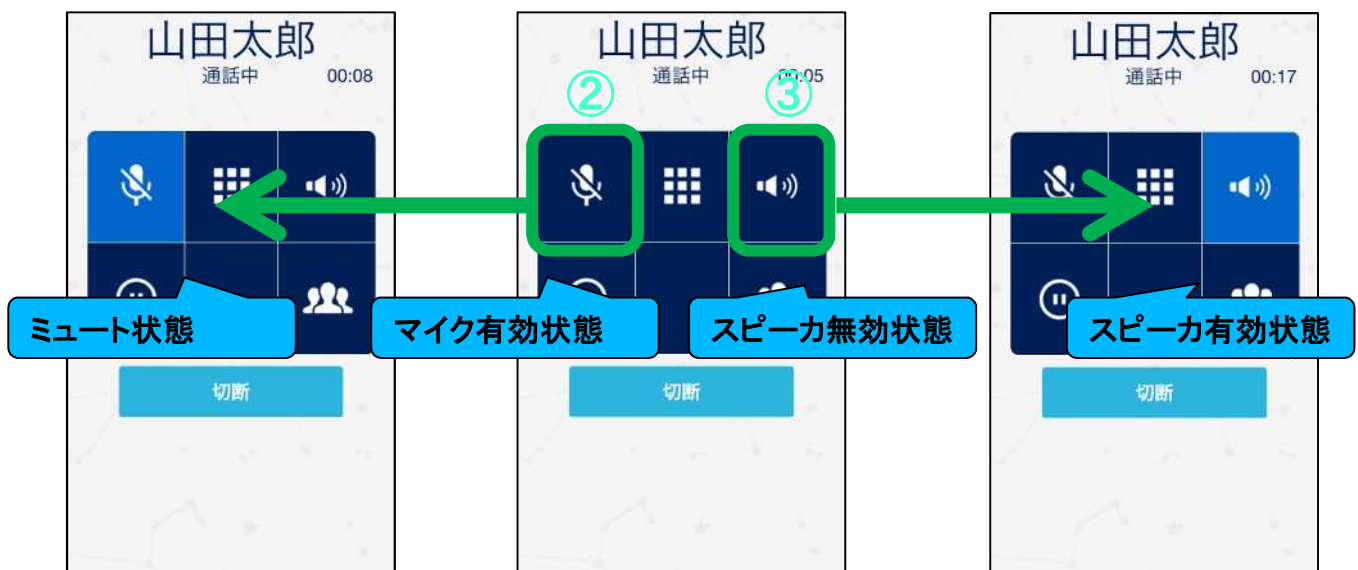 山田太郎
通話中 00:08
ミュート状態
切断
山田太郎
通話中 00:05
② ③
マイク有効状態 スピーカ無効状態
切断
山田太郎
通話中 00:17
スピーカ有効状態
切断